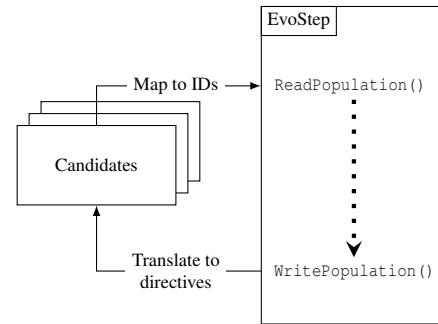 EvoStep
Map to IDs
ReadPopulation()
Candidates
Translate to
directives
WritePopulation()